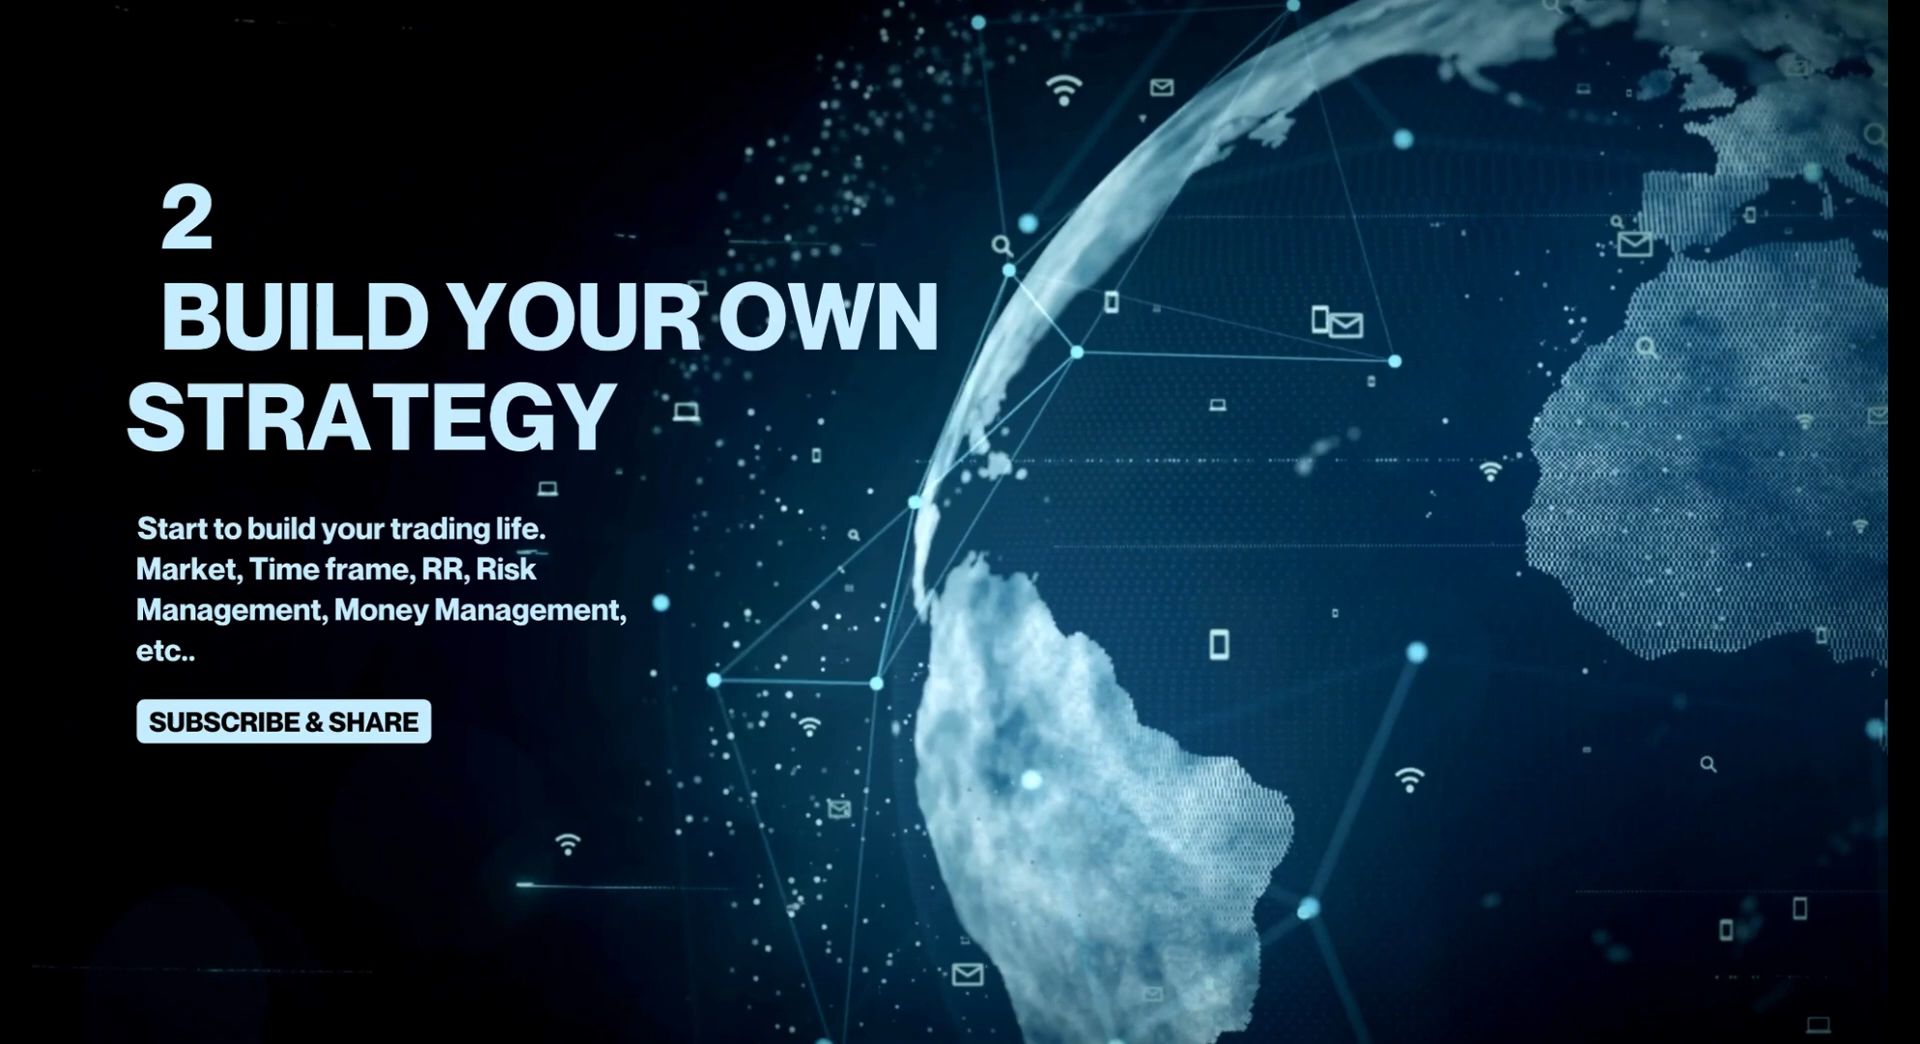 2
BUILD YOUR OWN
STRATEGY
Start to build your trading life.
Market, Time frame, RR, Risk
Management, Money Management,
etc..
SUBSCRIBE & SHARE